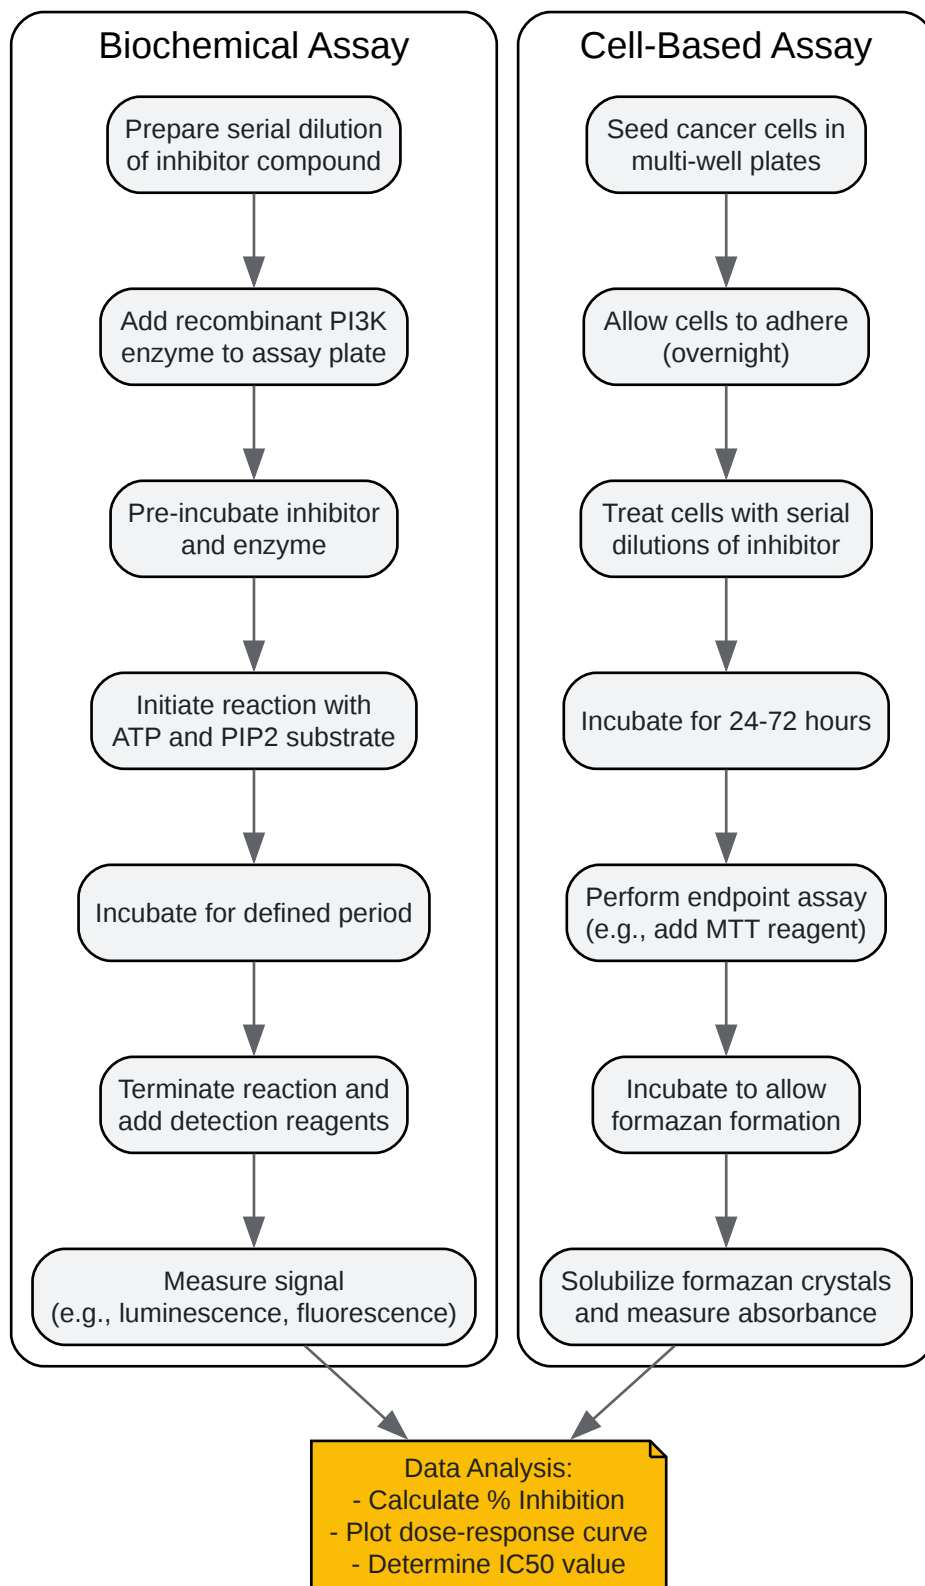 Biochemical Assay
Prepare serial dilution
of inhibitor compound
Add recombinant PI3K
enzyme to assay plate
Pre-incubate inhibitor
and enzyme
Initiate reaction with
ATP and PIP2 substrate
Incubate for defined period
Terminate reaction and
add detection reagents
Measure signal
(e.g., luminescence, fluorescence)
Cell-Based Assay
Seed cancer cells in
multi-well plates
Allow cells to adhere
(overnight)
Treat cells with serial
dilutions of inhibitor
Incubate for 24-72 hours
Perform endpoint assay
(e.g., add MTT reagent)
Incubate to allow
formazan formation
Solubilize formazan crystals
and measure absorbance
Data Analysis:
- Calculate % Inhibition
- Plot dose-response curve
- Determine IC50 value